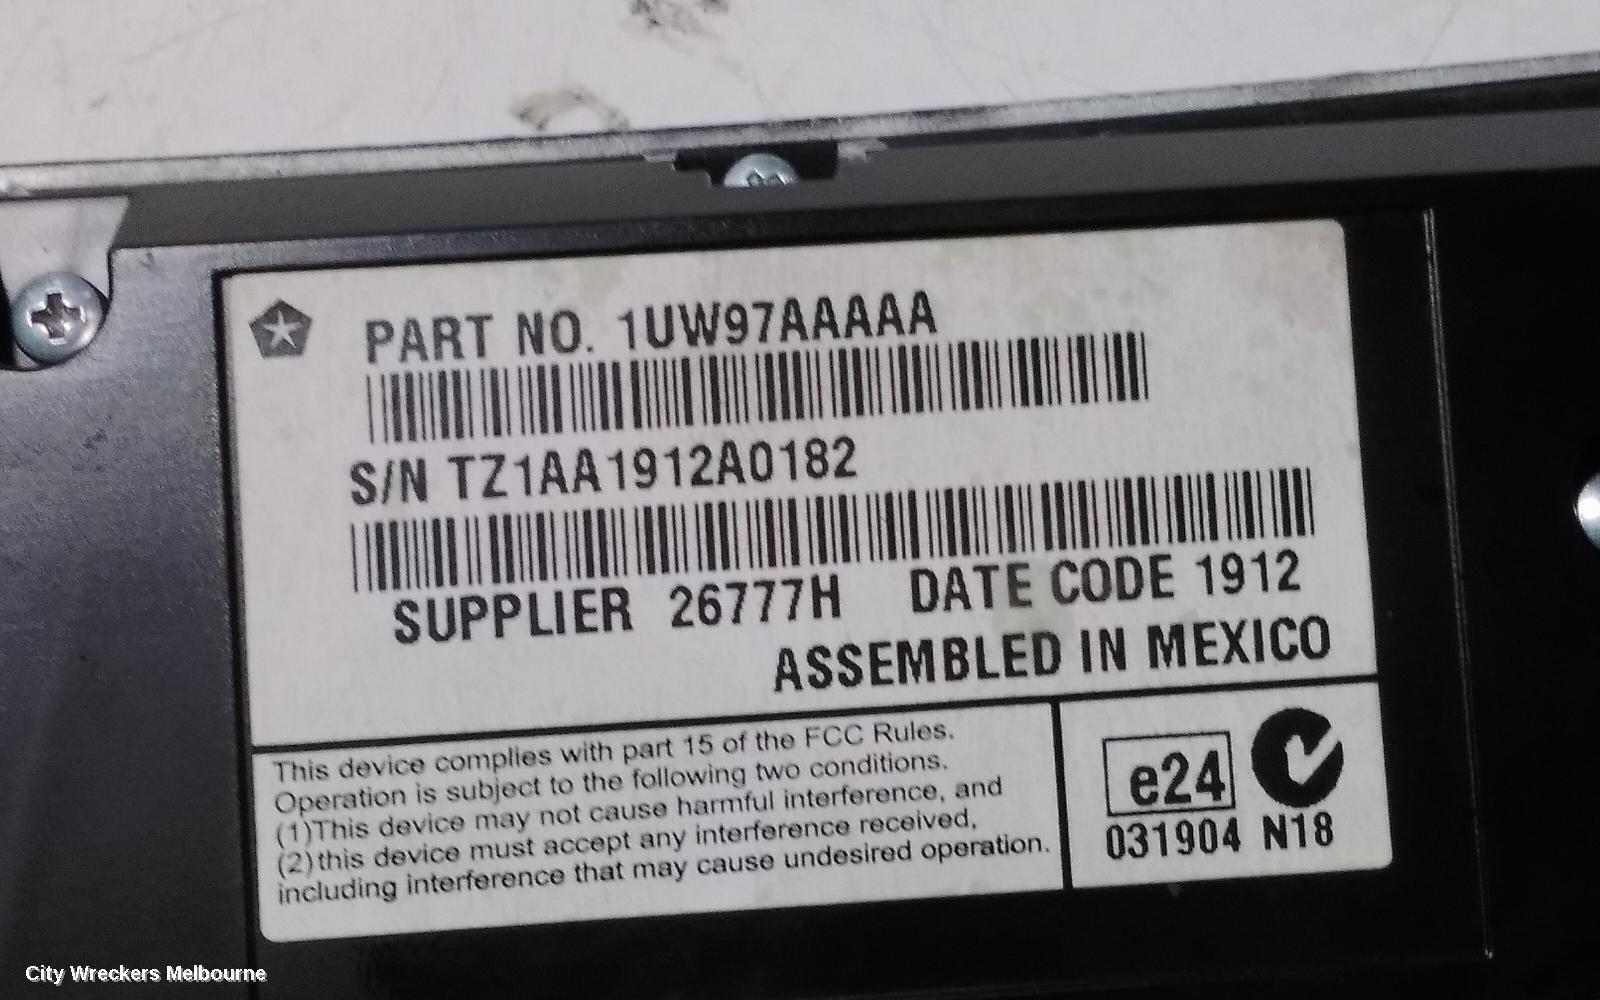 PART NO. 1UW97AAAAA
S/N TZ1AA1912A0182
SUPPLIER 26777H DATE CODE 1912
ASSEMBLED IN MEXICO
This device complies with part 15 of the FCC Rules.
Operation is subject to the following two conditions.
(1)This device may not cause harmful interference, and
(2)this device must accept any interference received,
including interference that may cause undesired operation.
e24
031904 N18
City Wreckers Melbourne